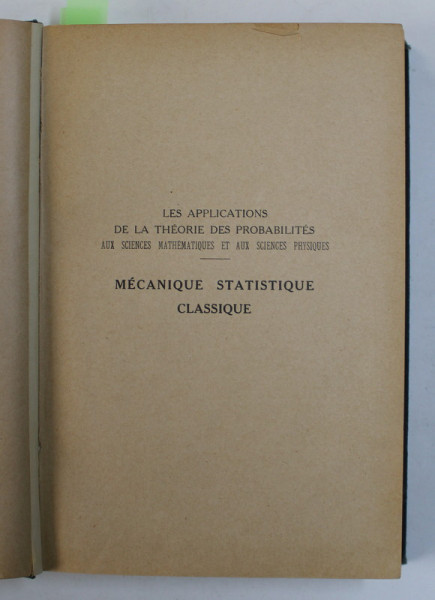 LES APPLICATIONS
DE LA THÉORIE DES PROBABILITÉS
AUX SCIENCES MATHÉMATIQUES ET AUX SCIENCES PHYSIQUES
MÉCANIQUE STATISTIQUE
CLASSIQUE